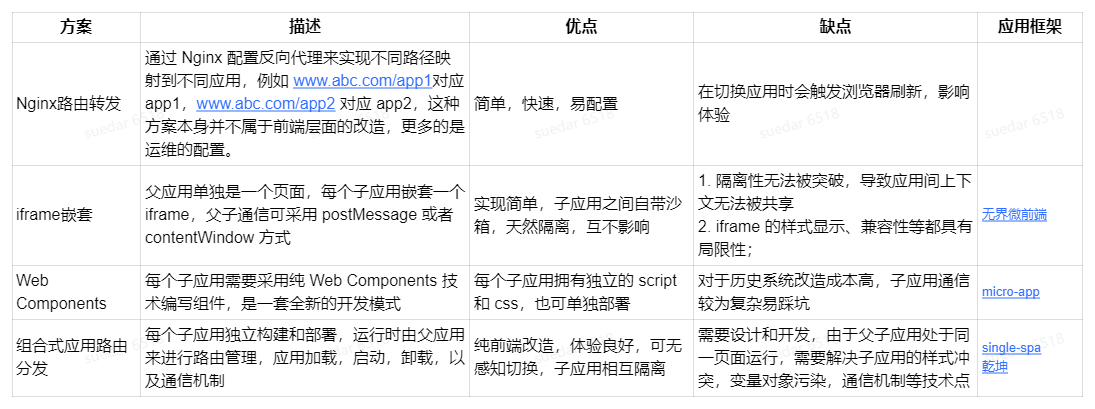 方案
描述
优点
缺点
应用框架
Nginx路由转发
通过 Nginx 配置反向代理来实现不同路径映
射到不同应用，例如 www.abc.com/app1对应
app1，www.abc.com/app2 对应 app2，这种
方案本身并不属于前端层面的改造，更多的是
运维的配置。
简单，快速，易配置
在切换应用时会触发浏览器刷新，影响
体验
iframe嵌套
父应用单独是一个页面，每个子应用嵌套一个
iframe，父子通信可采用 postMessage 或者
contentWindow 方式
实现简单，子应用之间自带沙
箱，天然隔离，互不影响
1. 隔离性无法被突破，导致应用间上下
文无法被共享
2. iframe 的样式显示、兼容性等都具有
局限性；
无界微前端
Web
Components
每个子应用需要采用纯 Web Components 技
术编写组件，是一套全新的开发模式
每个子应用拥有独立的 script
和 css，也可单独部署
对于历史系统改造成本高，子应用通信
较为复杂易踩坑
micro-app
组合式应用路由
分发
每个子应用独立构建和部署，运行时由父应用
来进行路由管理，应用加载，启动，卸载，以
及通信机制
纯前端改造，体验良好，可无
感知切换，子应用相互隔离
需要设计和开发，由于父子应用处于同
一页面运行，需要解决子应用的样式冲
突，变量对象污染，通信机制等技术点
single-spa
乾坤
suedar 6518
suedar 6518
suedar 6518
suedar 6518